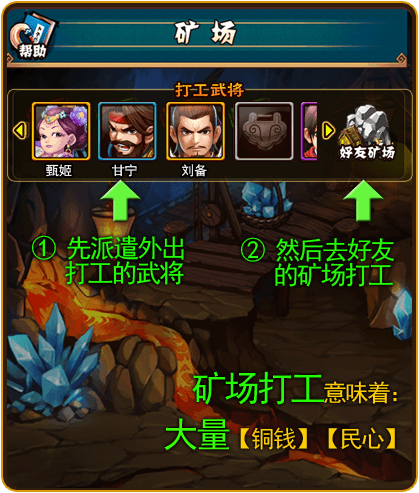 矿场
帮助
打工武将
甄姬 甘宁 刘备 好友矿场
① 先派遣外出
打工的武将
② 然后去好友
的矿场打工
矿场打工意味着：
大量【铜钱】【民心】